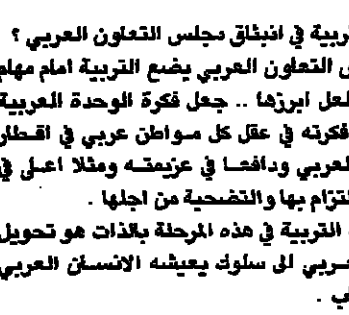 ربية في انبثاق مجلس التعاون العربي ؟
التعاون العربي يضع التربية امام مهام
لعل ابرزها .. جعل فكرة الوحدة العربية
فكرته في عقل كل مواطن عربي في اقطار
لعربي ودافعا في عزيمته ومثلا اعلى في
لتزام بها والتضحية من اجلها .
التربية في هذه المرحلة بالذات هو تحويل
عربي الى سلوك يعيشه الانسان العربي